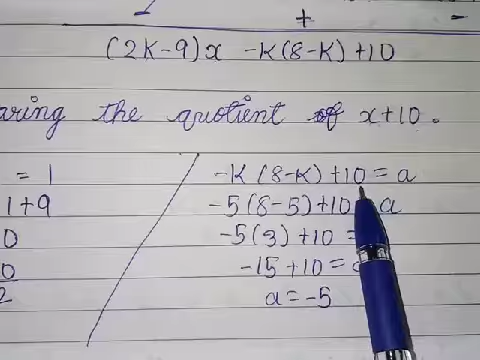 + -
(2K-9)x -K(8-K)+10
aring the quotient of x+10.
= 1
1+9
0
0
2
-K(8-K)+10=a
-5(8-5)+10 a
-5(3)+10=
-15+10=
a=-5